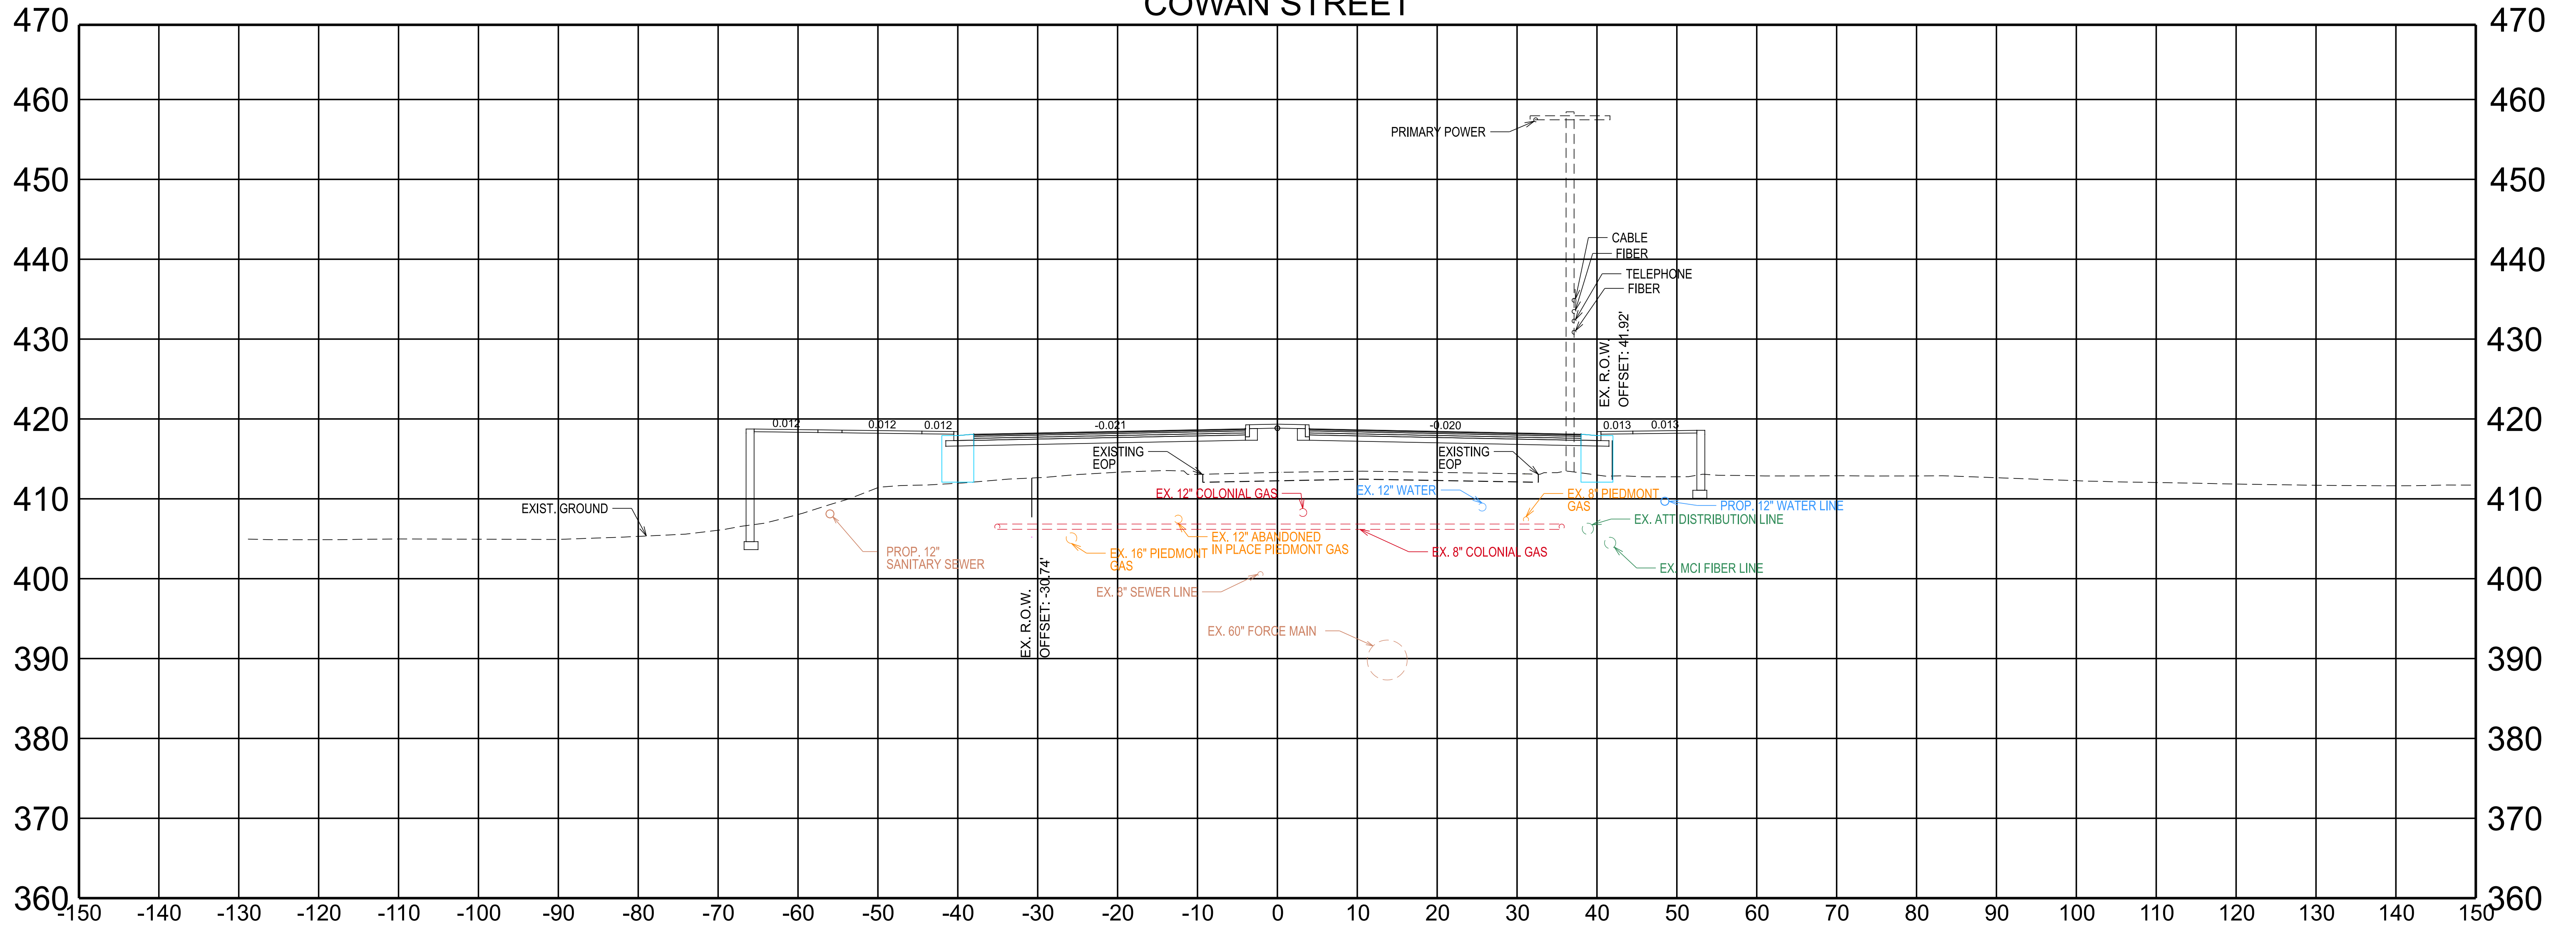 COWAN STREET
470
470
460
460
PRIMARY POWER
450
450
CABLE
440
440
FIBER
TELEPHONE
FIBER
430
430
EX. R.O.W.
OFFSET: 41.92'
420
420
0.012
0.012
0.012
-0.021
-0.020
0.013
0.013
EXISTING
EOP
EXISTING
EOP
410
410
EX. 12" COLONIAL GAS
EX. 12" WATER
EX. 8" PIEDMONT
GAS
EXIST. GROUND
PROP. 12" WATER LINE
EX. ATT DISTRIBUTION LINE
EX. 12" ABANDONED
IN PLACE PIEDMONT GAS
PROP. 12"
SANITARY SEWER
EX. 16" PIEDMONT
GAS
EX. 8" COLONIAL GAS
EX. MCI FIBER LINE
400
400
EX. 8" SEWER LINE
EX. R.O.W.
OFFSET: -30.74'
EX. 60" FORCE MAIN
390
390
380
380
370
370
360
360
-150 -140 -130 -120 -110 -100 -90 -80 -70 -60 -50 -40 -30 -20 -10 0 10 20 30 40 50 60 70 80 90 100 110 120 130 140 150